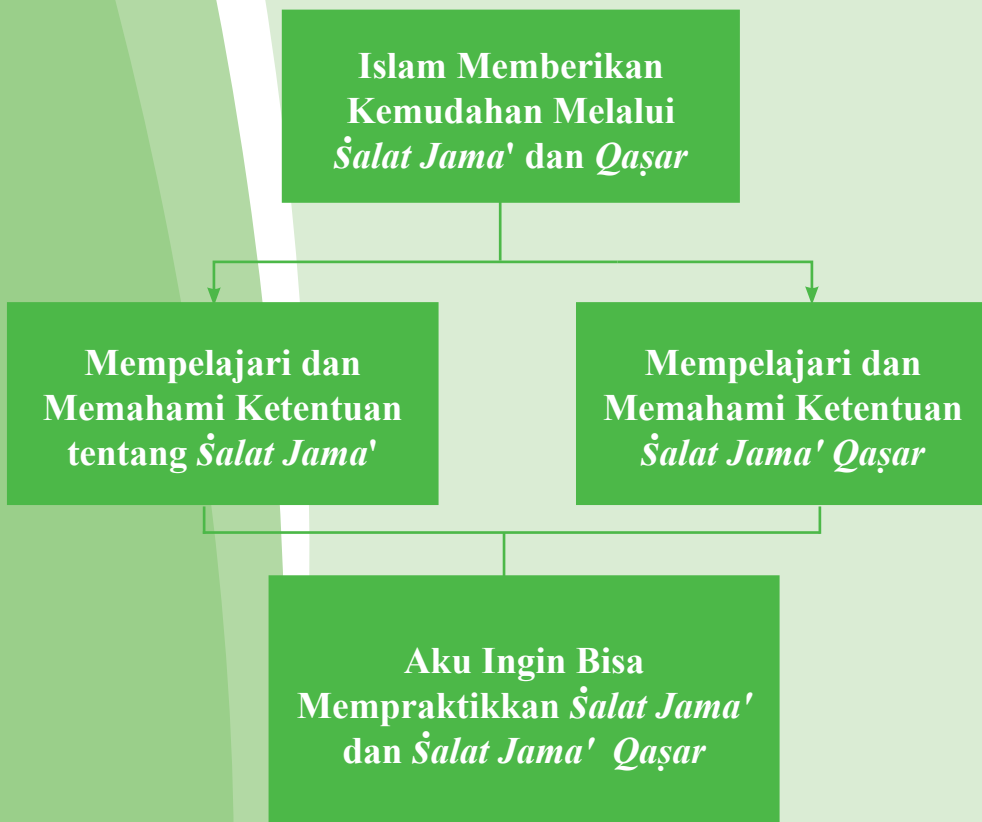 Islam Memberikan
Kemudahan Melalui
Ṡalat Jama' dan Qaṣar
Mempelajari dan
Memahami Ketentuan
tentang Ṡalat Jama'
Mempelajari dan
Memahami Ketentuan
Ṡalat Jama' Qaṣar
Aku Ingin Bisa
Mempraktikkan Ṡalat Jama'
dan Ṡalat Jama' Qaṣar